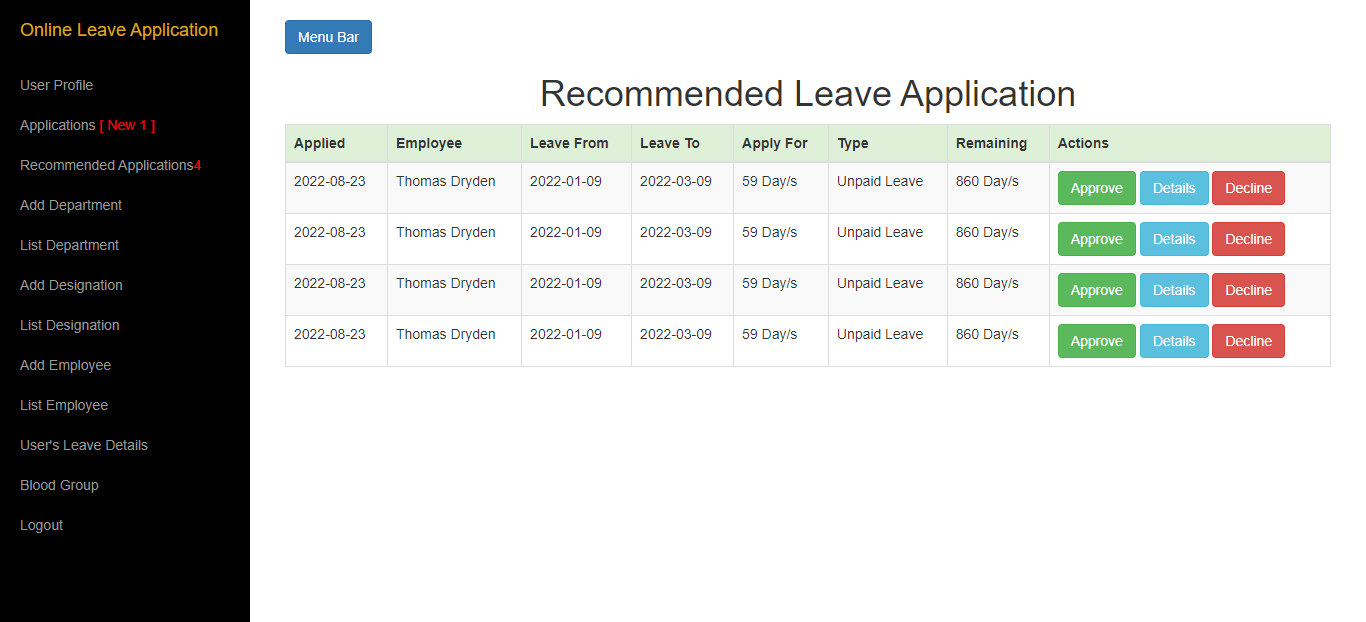 Online Leave Application
User Profile
Applications [ New 1 ]
Recommended Applications4
Add Department
List Department
Add Designation
List Designation
Add Employee
List Employee
User's Leave Details
Blood Group
Logout
Menu Bar
Recommended Leave Application
Applied Employee Leave From Leave To Apply For Type Remaining Actions
2022-08-23 Thomas Dryden 2022-01-09 2022-03-09 59 Day/s Unpaid Leave 860 Day/s Approve Details Decline
2022-08-23 Thomas Dryden 2022-01-09 2022-03-09 59 Day/s Unpaid Leave 860 Day/s Approve Details Decline
2022-08-23 Thomas Dryden 2022-01-09 2022-03-09 59 Day/s Unpaid Leave 860 Day/s Approve Details Decline
2022-08-23 Thomas Dryden 2022-01-09 2022-03-09 59 Day/s Unpaid Leave 860 Day/s Approve Details Decline